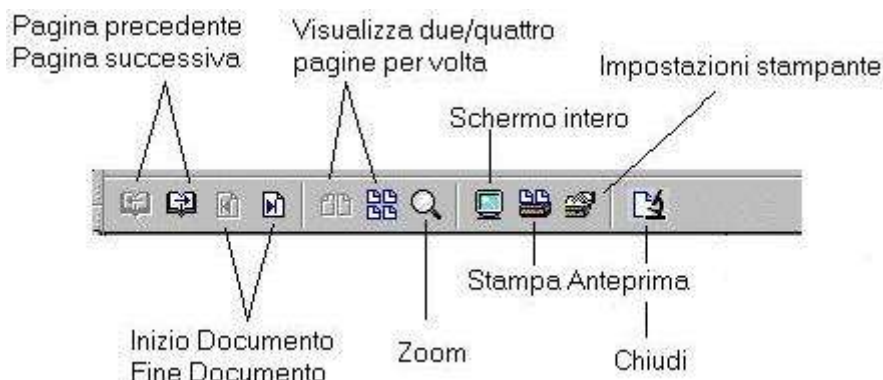 Pagina precedente
Pagina successiva
Visualizza due/quattro
pagine per volta
Impostazioni stampante
Schermo intero
Stampa Anteprima
Inizio Documento
Fine Documento
Zoom
Chiudi